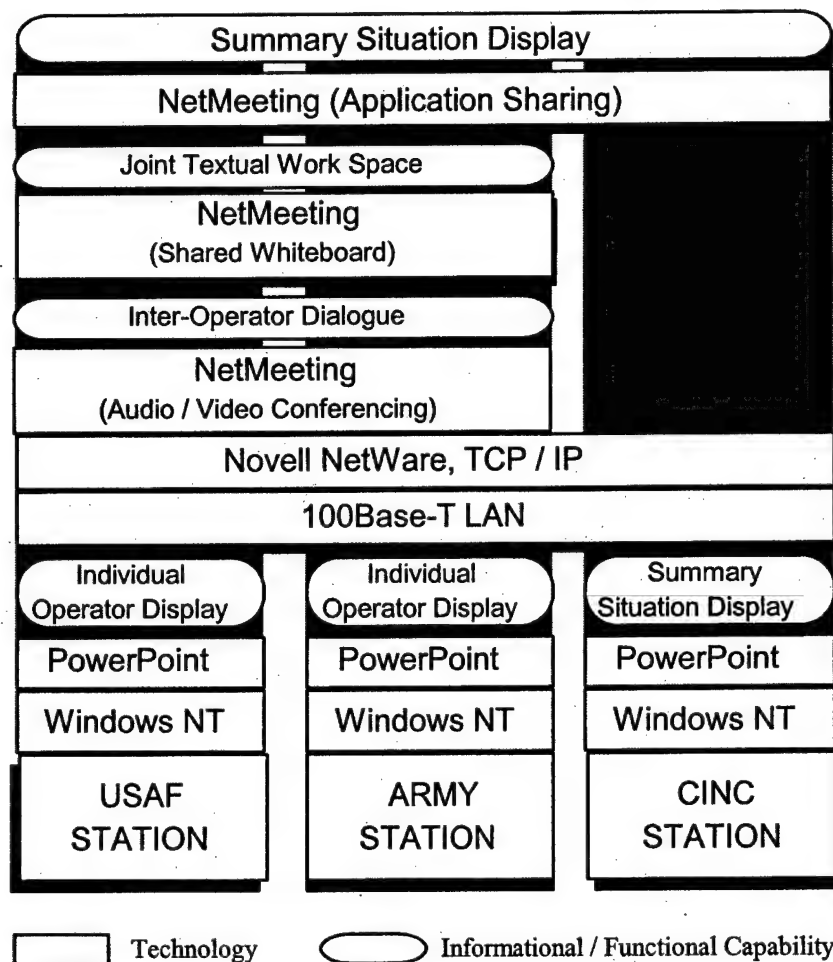 Summary Situation Display
NetMeeting (Application Sharing)
Joint Textual Work Space
NetMeeting
(Shared Whiteboard)
Inter-Operator Dialogue
NetMeeting
(Audio / Video Conferencing)
Novell NetWare, TCP / IP
100Base-T LAN
Individual
Operator Display
Individual
Operator Display
Summary
Situation Display
PowerPoint
PowerPoint
PowerPoint
Windows NT
Windows NT
Windows NT
USAF
STATION
ARMY
STATION
CINC
STATION
Technology
Informational / Functional Capability